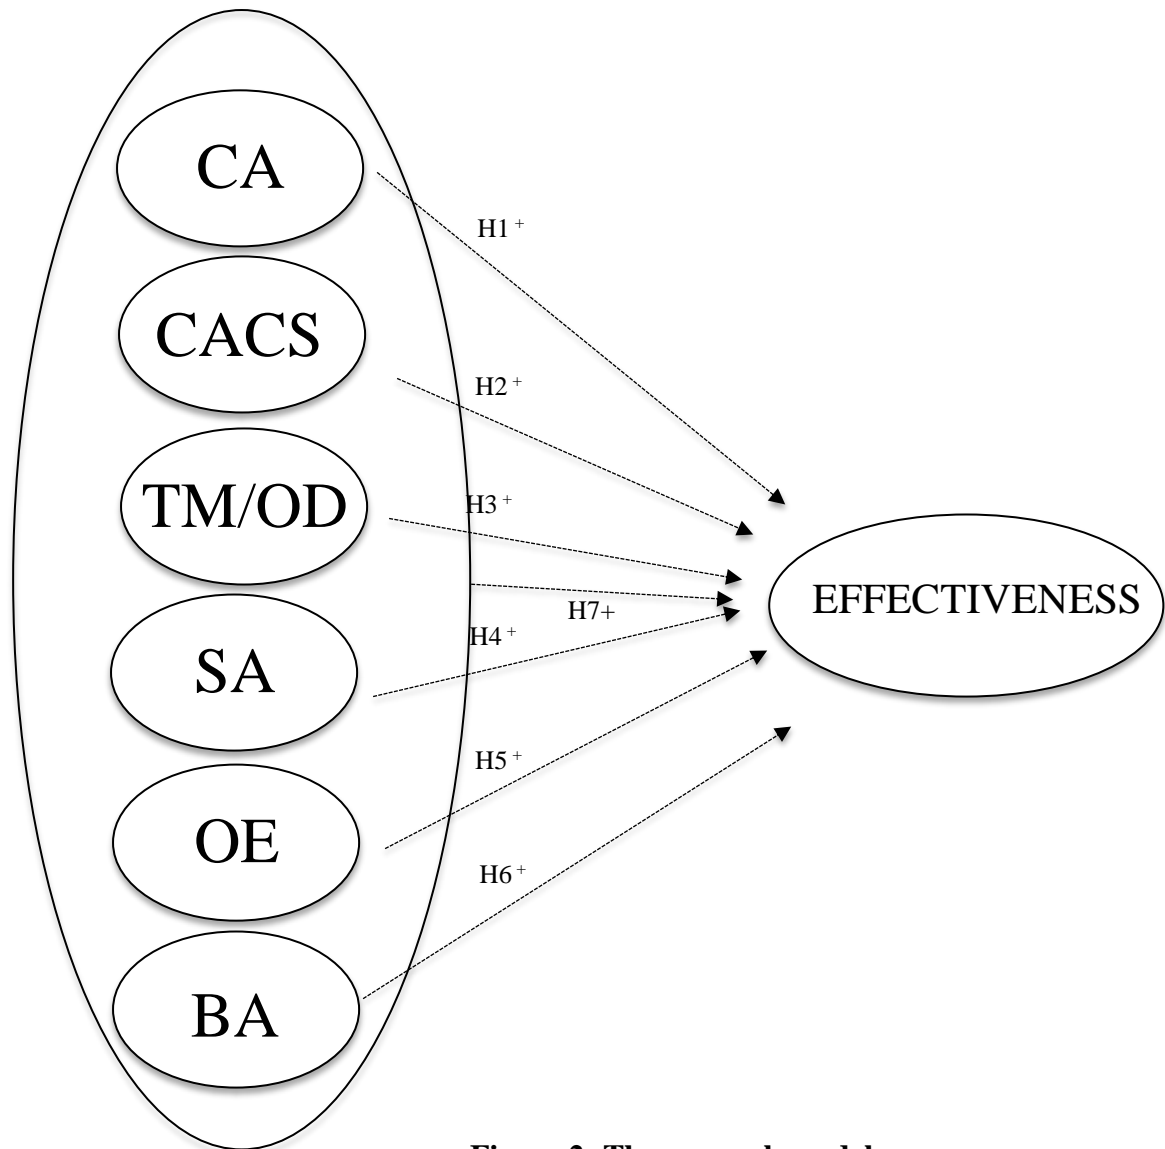 CA
H1 +
CACS
H2 +
TM/OD
H3 +
EFFECTIVENESS
H7+
H4 +
SA
H5 +
OE
H6 +
BA